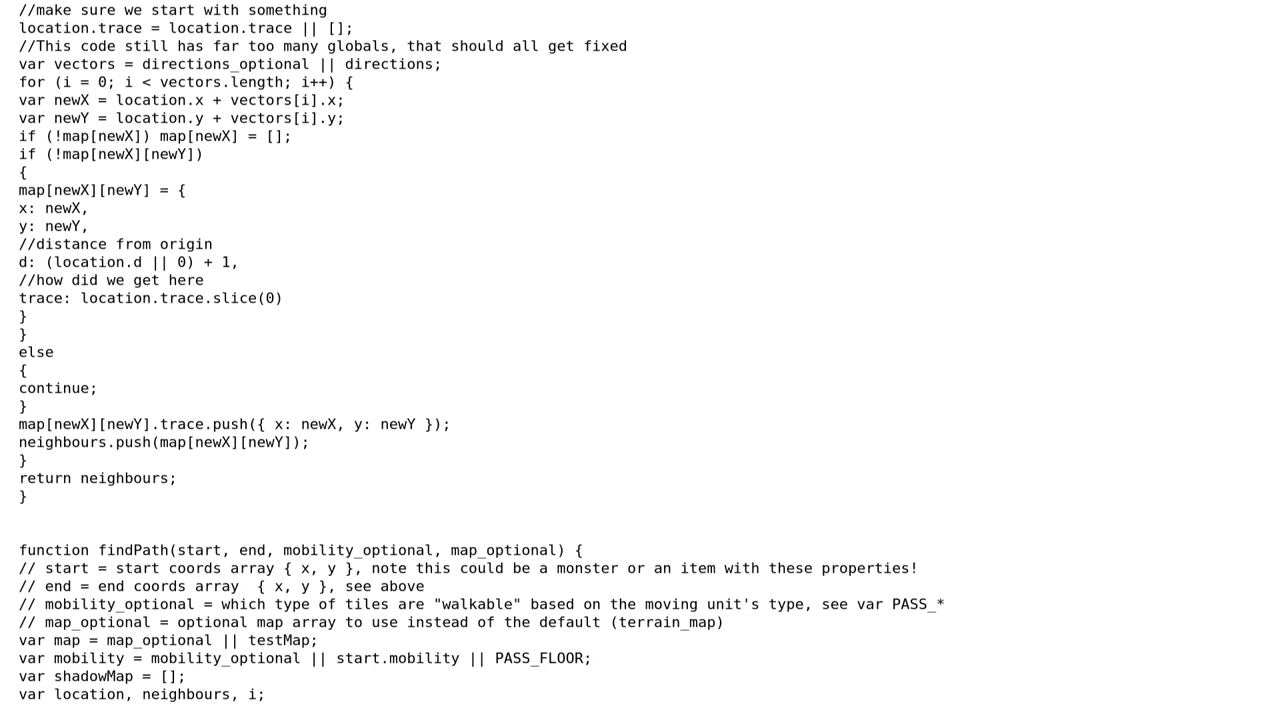 //make sure we start with something
location.trace = location.trace || [];
//This code still has far too many globals, that should all get fixed
var vectors = directions_optional || directions;
for (i = 0; i < vectors.length; i++) {
var newX = location.x + vectors[i].x;
var newY = location.y + vectors[i].y;
if (!map[newX]) map[newX] = [];
if (!map[newX][newY])
{
map[newX][newY] = {
x: newX,
y: newY,
//distance from origin
d: (location.d || 0) + 1,
//how did we get here
trace: location.trace.slice(0)
}
}
else
{
continue;
}
map[newX][newY].trace.push({ x: newX, y: newY });
neighbours.push(map[newX][newY]);
}
return neighbours;
}
function findPath(start, end, mobility_optional, map_optional) {
// start = start coords array { x, y }, note this could be a monster or an item with these properties!
// end = end coords array  { x, y }, see above
// mobility_optional = which type of tiles are "walkable" based on the moving unit's type, see var PASS_*
// map_optional = optional map array to use instead of the default (terrain_map)
var map = map_optional || testMap;
var mobility = mobility_optional || start.mobility || PASS_FLOOR;
var shadowMap = [];
var location, neighbours, i;